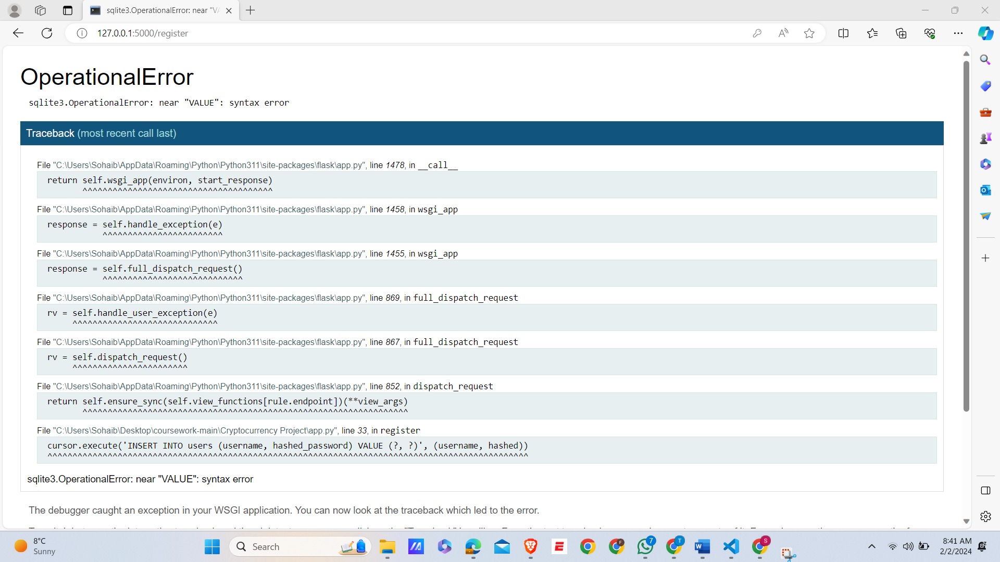 sqlite3.OperationalError: near "VA
127.0.0.1:5000/register
OperationalError
sqlite3.OperationalError: near "VALUE": syntax error
Traceback (most recent call last)
File "C:\Users\Sohaib\AppData\Roaming\Python\Python311\site-packages\flask\app.py", line 1478, in __call__
return self.wsgi_app(environ, start_response)
^^^^^^^^^^^^^^^^^^^^^^^^^^^^^^^^^^^^^^
File "C:\Users\Sohaib\AppData\Roaming\Python\Python311\site-packages\flask\app.py", line 1458, in wsgi_app
response = self.handle_exception(e)
^^^^^^^^^^^^^^^^^^^^^^^^
File "C:\Users\Sohaib\AppData\Roaming\Python\Python311\site-packages\flask\app.py", line 1455, in wsgi_app
response = self.full_dispatch_request()
^^^^^^^^^^^^^^^^^^^^^^^^^^^^
File "C:\Users\Sohaib\AppData\Roaming\Python\Python311\site-packages\flask\app.py", line 869, in full_dispatch_request
rv = self.handle_user_exception(e)
^^^^^^^^^^^^^^^^^^^^^^^^^^^^^
File "C:\Users\Sohaib\AppData\Roaming\Python\Python311\site-packages\flask\app.py", line 867, in full_dispatch_request
rv = self.dispatch_request()
^^^^^^^^^^^^^^^^^^^^^^^
File "C:\Users\Sohaib\AppData\Roaming\Python\Python311\site-packages\flask\app.py", line 852, in dispatch_request
return self.ensure_sync(self.view_functions[rule.endpoint])(**view_args)
^^^^^^^^^^^^^^^^^^^^^^^^^^^^^^^^^^^^^^^^^^^^^^^^^^^^^^^^^^^^^^^^^
File "C:\Users\Sohaib\Desktop\coursework-main\Cryptocurrency Project\app.py", line 33, in register
cursor.execute('INSERT INTO users (username, hashed_password) VALUE (?, ?)', (username, hashed))
^^^^^^^^^^^^^^^^^^^^^^^^^^^^^^^^^^^^^^^^^^^^^^^^^^^^^^^^^^^^^^^^^^^^^^^^^^^^^^^^^^^^^^^^^^^^^^^^
sqlite3.OperationalError: near "VALUE": syntax error
The debugger caught an exception in your WSGI application. You can now look at the traceback which led to the error.
8°C
Sunny
Search
7
T
F
S
8:41 AM
2/2/2024